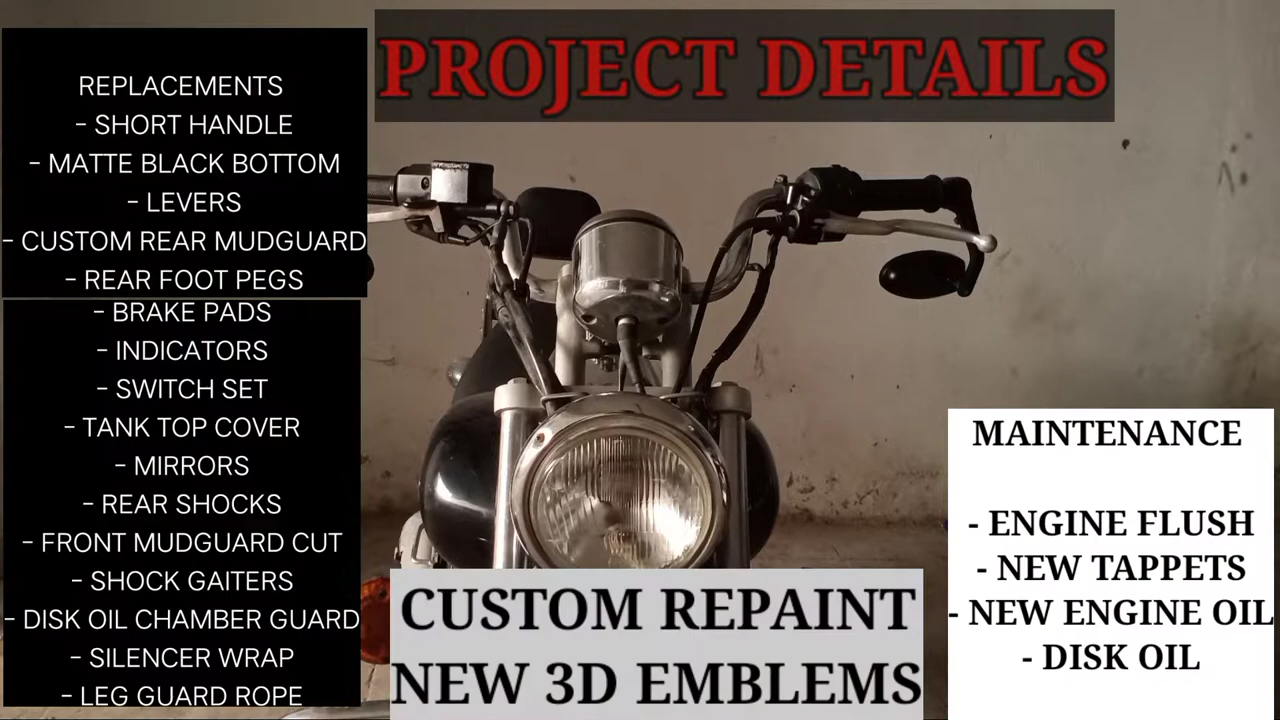 PROJECT DETAILS
REPLACEMENTS
- SHORT HANDLE
- MATTE BLACK BOTTOM
- LEVERS
- CUSTOM REAR MUDGUARD
- REAR FOOT PEGS
- BRAKE PADS
- INDICATORS
- SWITCH SET
- TANK TOP COVER
- MIRRORS
- REAR SHOCKS
- FRONT MUDGUARD CUT
- SHOCK GAITERS
- DISK OIL CHAMBER GUARD
- SILENCER WRAP
- LEG GUARD ROPE
CUSTOM REPAINT
NEW 3D EMBLEMS
MAINTENANCE
- ENGINE FLUSH
- NEW TAPPETS
- NEW ENGINE OIL
- DISK OIL